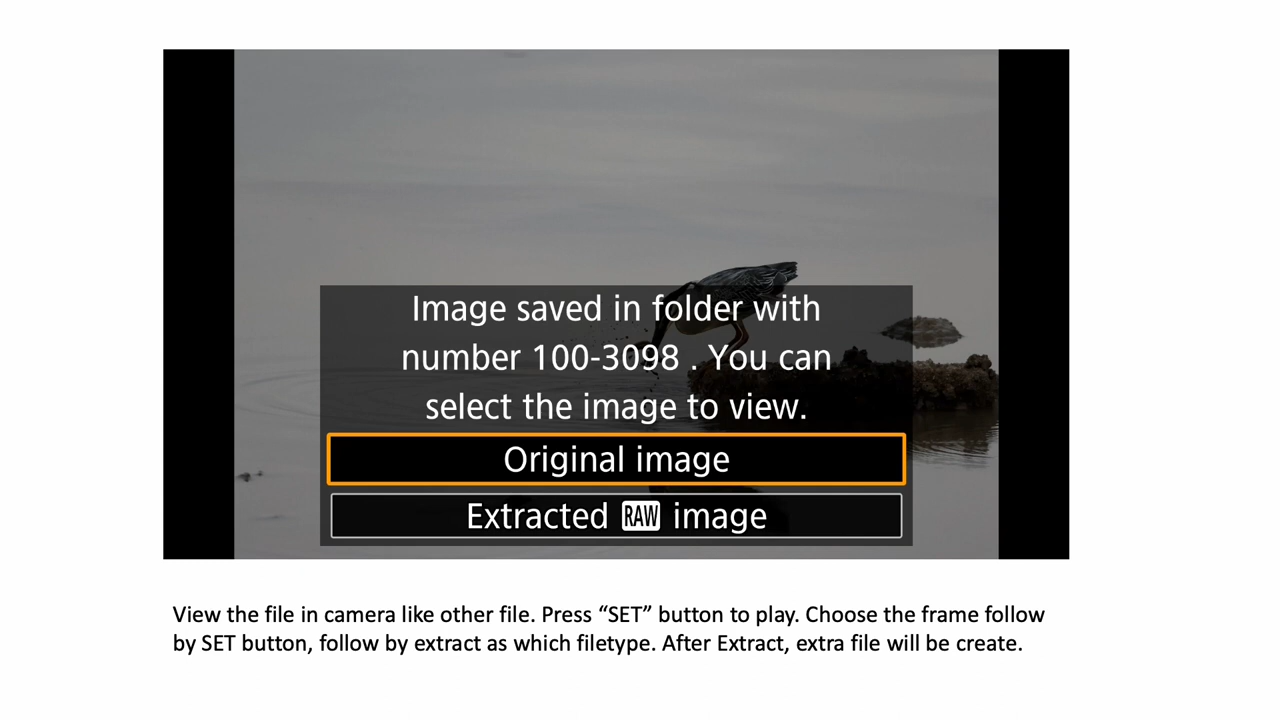 Image saved in folder with
number 100-3098 . You can
select the image to view.
Original image
Extracted RAW image
View the file in camera like other file. Press “SET” button to play. Choose the frame follow
by SET button, follow by extract as which filetype. After Extract, extra file will be create.